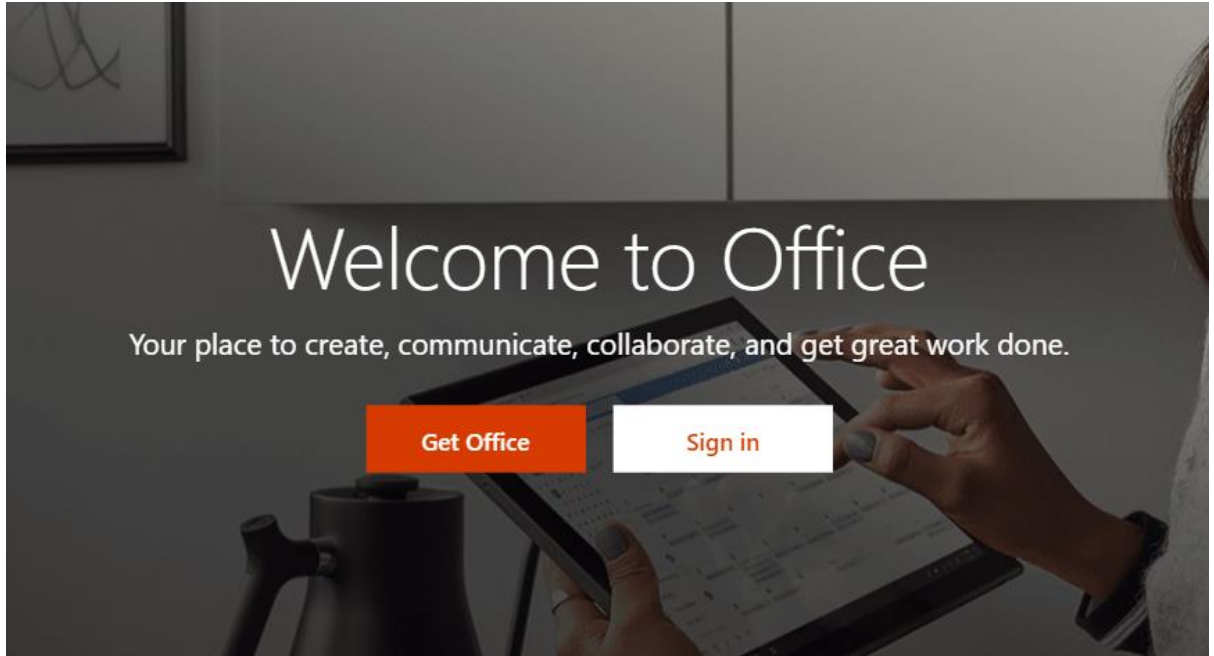 Welcome to Office
Your place to create, communicate, collaborate, and get great work done.
Get Office
Sign in